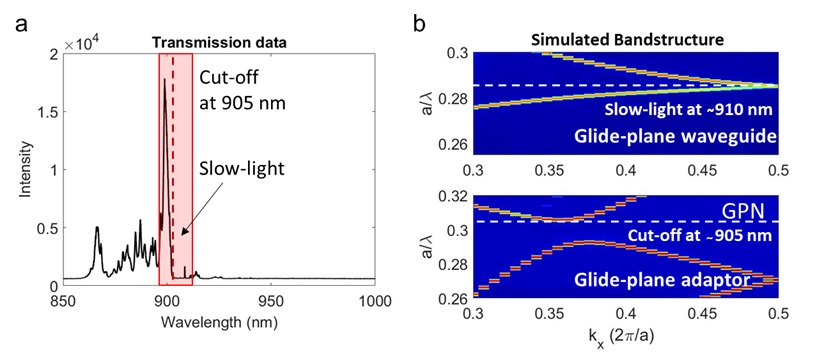 a
Transmission data
×10⁴
2
1.5
1
0.5
0
Intensity
Cut-off
at 905 nm
Slow-light
850
900
950
1000
Wavelength (nm)
b
Simulated Bandstructure
0.3
0.28
0.26
a/λ
Slow-light at ~910 nm
Glide-plane waveguide
0.3
0.35
0.4
0.45
0.5
0.32
0.3
0.28
0.26
a/λ
GPN
Cut-off at ~905 nm
Glide-plane adaptor
0.3
0.35
0.4
0.45
0.5
kₓ (2π/a)